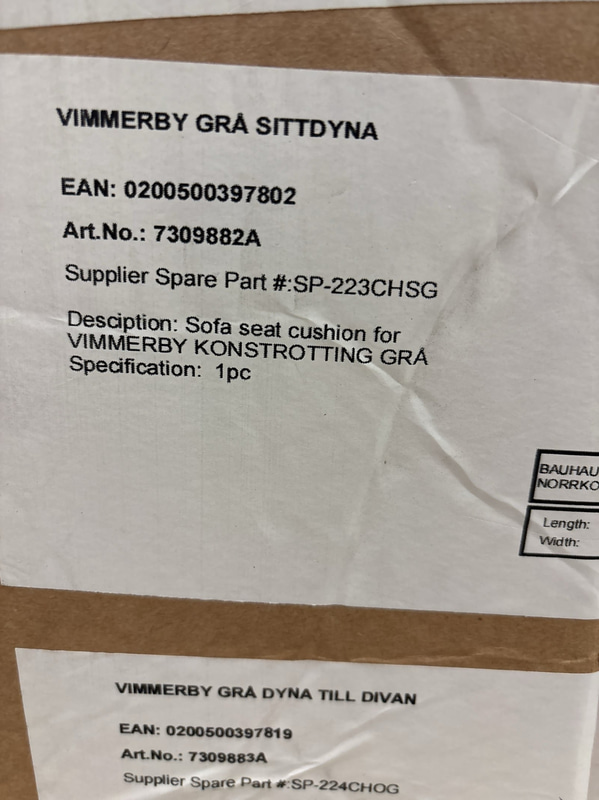 VIMMERBY GRÅ SITTDYNA
EAN: 0200500397802
Art.No.: 7309882A
Supplier Spare Part #:SP-223CHSG
Desciption: Sofa seat cushion for
VIMMERBY KONSTROTTING GRÅ
Specification: 1pc
BAUHAU
NORRKO
Length:
Width:
VIMMERBY GRÅ DYNA TILL DIVAN
EAN: 0200500397819
Art.No.: 7309883A
Supplier Spare Part #:SP-224CHOG